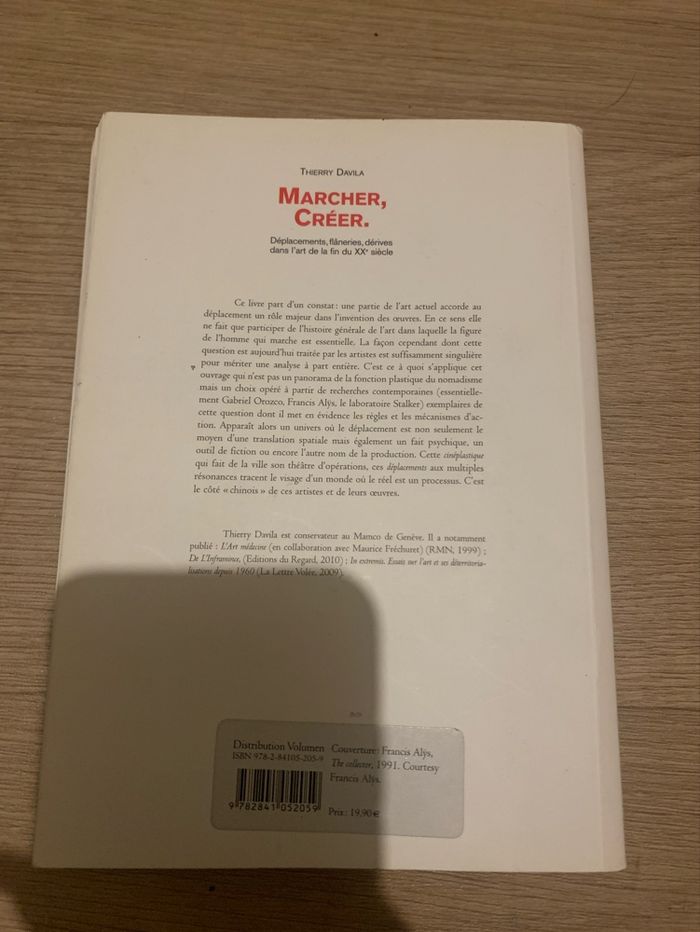 THIERRY DAVILA
MARCHER,
CRÉER.
Déplacements, flâneries, dérives
dans l'art de la fin du XXe siècle
Ce livre part d'un constat : une partie de l'art actuel accorde au
déplacement un rôle majeur dans l'invention des œuvres. En ce sens elle
ne fait que participer de l'histoire générale de l'art dans laquelle la figure
de l'homme qui marche est essentielle. La façon cependant dont cette
question est aujourd'hui traitée par les artistes est suffisamment singulière
pour mériter une analyse à part entière. C'est ce à quoi s'applique cet
ouvrage qui n'est pas un panorama de la fonction plastique du nomadisme
mais un choix opéré à partir de recherches contemporaines (essentielle-
ment Gabriel Orozco, Francis Alÿs, le laboratoire Stalker) exemplaires de
cette question dont il met en évidence les règles et les mécanismes d'ac-
tion. Apparaît alors un univers où le déplacement est non seulement le
moyen d'une translation spatiale mais également un fait psychique, un
outil de fiction ou encore l'autre nom de la production. Cette cinéplastique
qui fait de la ville son théâtre d'opérations, ces déplacements aux multiples
résonances tracent le visage d'un monde où le réel est un processus. C'est
le côté « chinois » de ces artistes et de leurs œuvres.
Thierry Davila est conservateur au Mamco de Genève. Il a notamment
publié : L'Art médecine (en collaboration avec Maurice Fréchuret) (RMN, 1999) ;
De L'Inframince, (Editions du Regard, 2010) ; In extremis. Essais sur l'art et ses déterritoria-
lisations depuis 1960 (La Lettre Volée, 2009).
Distribution Volumen
ISBN 978-2-84105-205-9
9 782841 052059
Couverture : Francis Alÿs,
The collector, 1991. Courtesy
Francis Alÿs.
Prix : 19,90 €